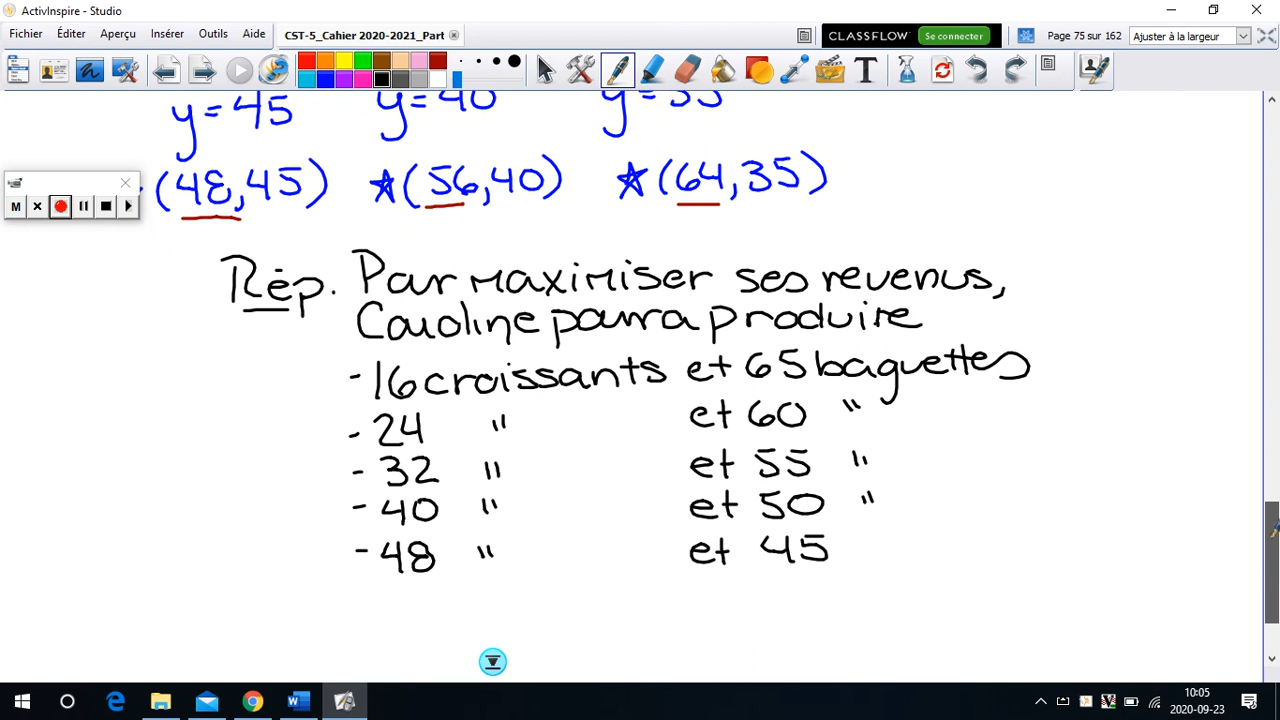 ActivInspire - Studio
Fichier Éditer Aperçu Insérer Outils Aide CST-5_Cahier 2020-2021_Part CLASSFLOW Se connecter Page 75 sur 162 Ajuster à la largeur
y=45 y=40 y=35
(48,45) ★(56,40) ★(64,35)
M
Rép. Par maximiser ses revenus,
Caroline pourra produire
-16 croissants et 65 baguettes
-24 " et 60 "
-32 " et 55 "
-40 " et 50 "
-48 " et 45
10:05
2020-09-23